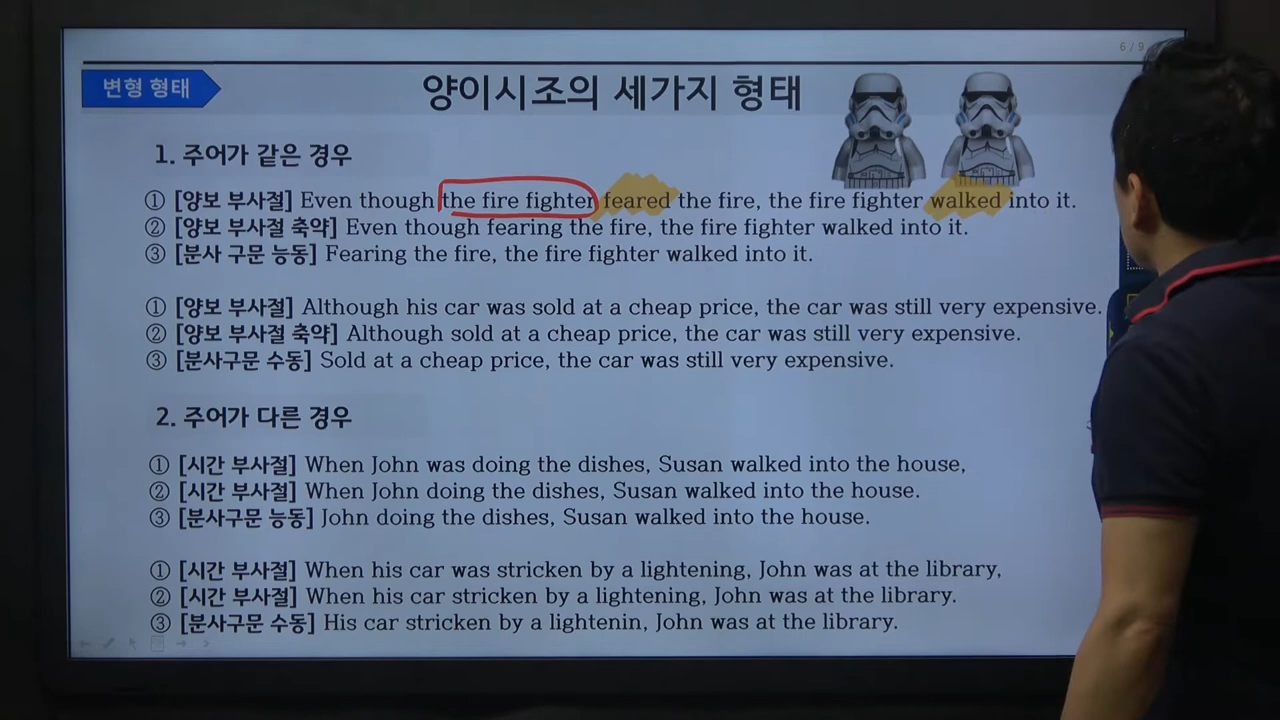 6 / 9
변형 형태
양이시조의 세가지 형태
1. 주어가 같은 경우
① [양보 부사절] Even though the fire fighter feared the fire, the fire fighter walked into it.
② [양보 부사절 축약] Even though fearing the fire, the fire fighter walked into it.
③ [분사 구문 능동] Fearing the fire, the fire fighter walked into it.
① [양보 부사절] Although his car was sold at a cheap price, the car was still very expensive.
② [양보 부사절 축약] Although sold at a cheap price, the car was still very expensive.
③ [분사구문 수동] Sold at a cheap price, the car was still very expensive.
2. 주어가 다른 경우
① [시간 부사절] When John was doing the dishes, Susan walked into the house,
② [시간 부사절] When John doing the dishes, Susan walked into the house.
③ [분사구문 능동] John doing the dishes, Susan walked into the house.
① [시간 부사절] When his car was stricken by a lightening, John was at the library,
② [시간 부사절] When his car stricken by a lightening, John was at the library.
③ [분사구문 수동] His car stricken by a lightenin, John was at the library.